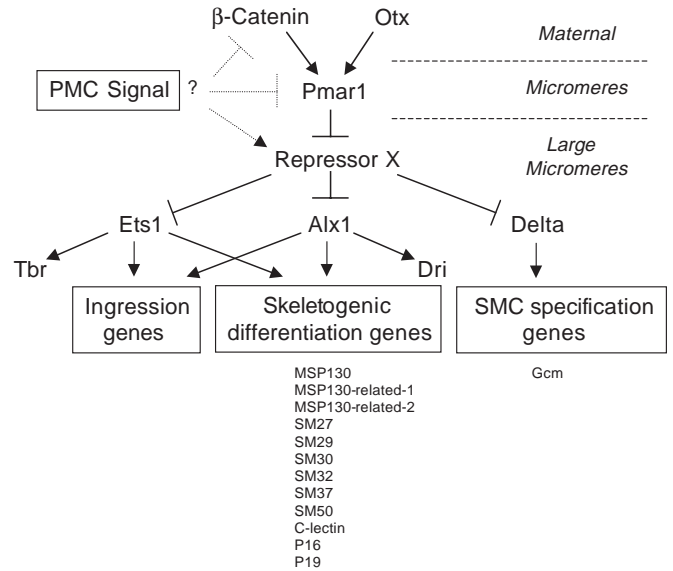 β-Catenin Otx
Maternal
PMC Signal ?
Pmar1
Micromeres
Repressor X
Large
Micromeres
Ets1 Alx1 Delta
Tbr Dri
Ingression
genes
Skeletogenic
differentiation genes
SMC specification
genes
MSP130
MSP130-related-1
MSP130-related-2
SM27
SM29
SM30
SM32
SM37
SM50
C-lectin
P16
P19
Gcm